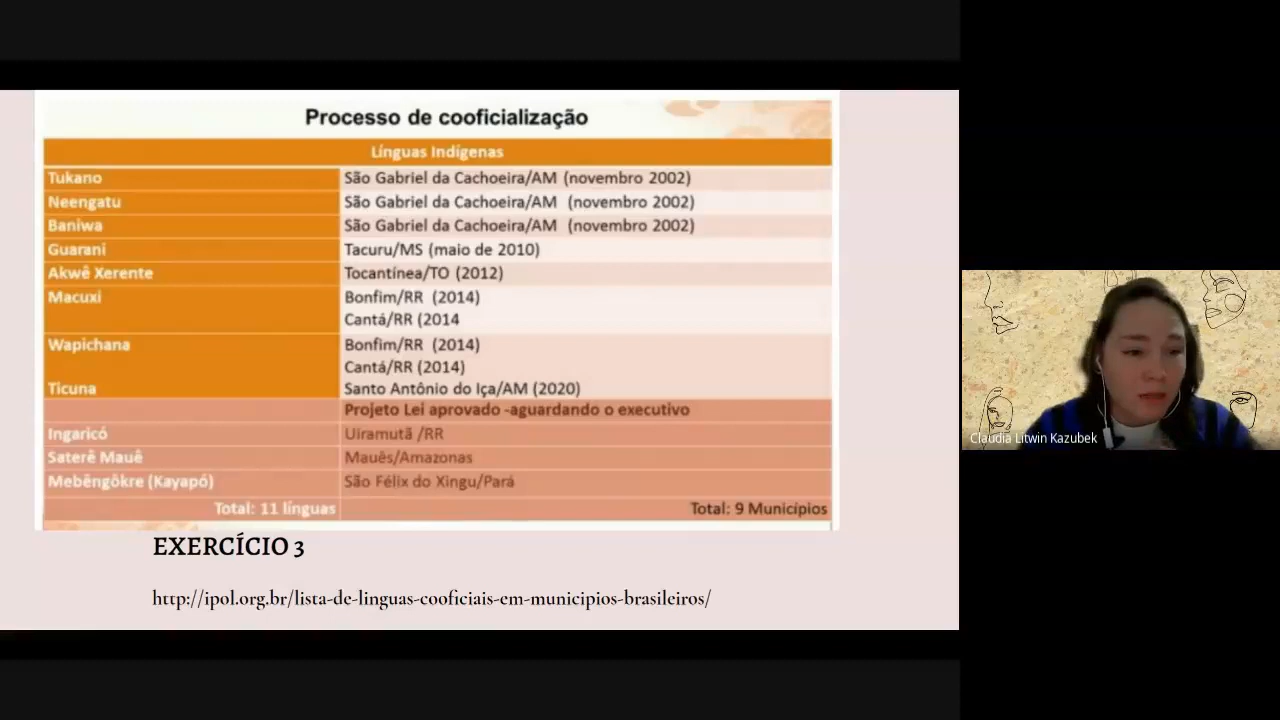 Processo de cooficialização
Línguas Indígenas
Tukano São Gabriel da Cachoeira/AM (novembro 2002)
Neengatu São Gabriel da Cachoeira/AM (novembro 2002)
Baniwa São Gabriel da Cachoeira/AM (novembro 2002)
Guarani Tacuru/MS (maio de 2010)
Akwê Xerente Tocantínea/TO (2012)
Macuxi Bonfim/RR (2014)
Cantá/RR (2014
Wapichana Bonfim/RR (2014)
Cantá/RR (2014)
Ticuna Santo Antônio do Iça/AM (2020)
Projeto Lei aprovado -aguardando o executivo
Ingaricó Uiramutã /RR
Saterê Mauê Mauês/Amazonas
Mebêngôkre (Kayapó) São Félix do Xingu/Pará
Total: 11 línguas Total: 9 Municípios
EXERCÍCIO 3
http://ipol.org.br/lista-de-linguas-cooficiais-em-municipios-brasileiros/
Claudia Litwin Kazubek